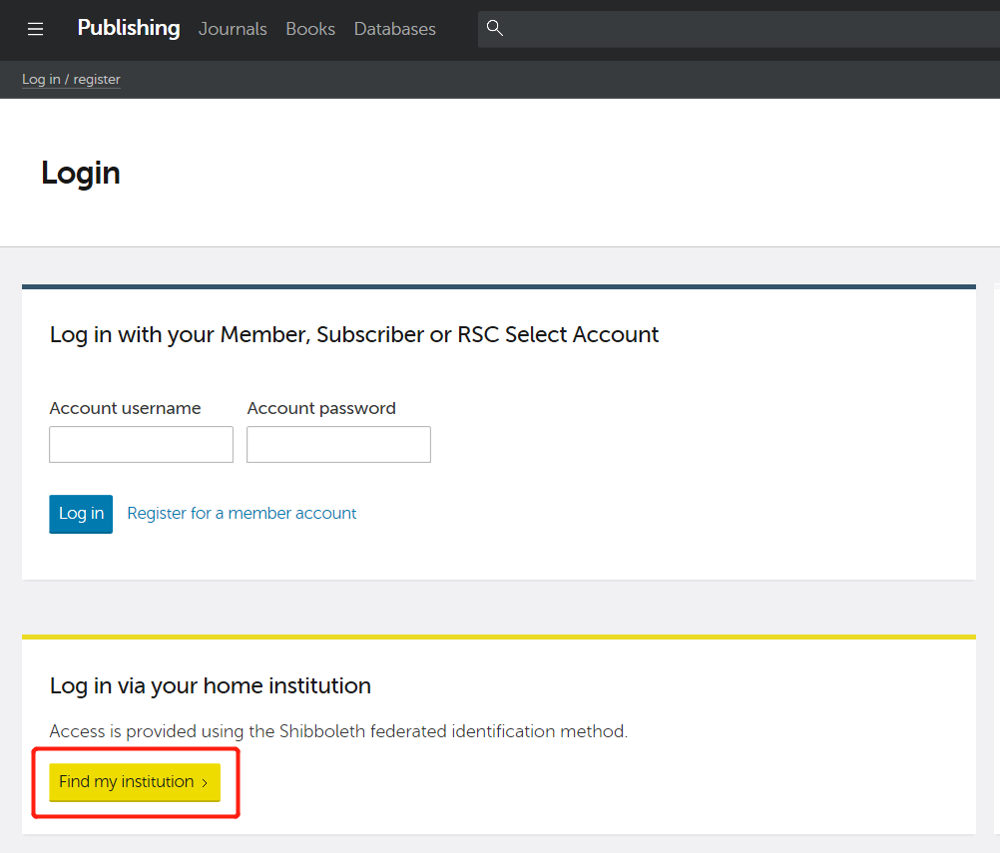 Publishing Journals Books Databases
Log in / register
Login
Log in with your Member, Subscriber or RSC Select Account
Account username Account password
Log in Register for a member account
Log in via your home institution
Access is provided using the Shibboleth federated identification method.
Find my institution >